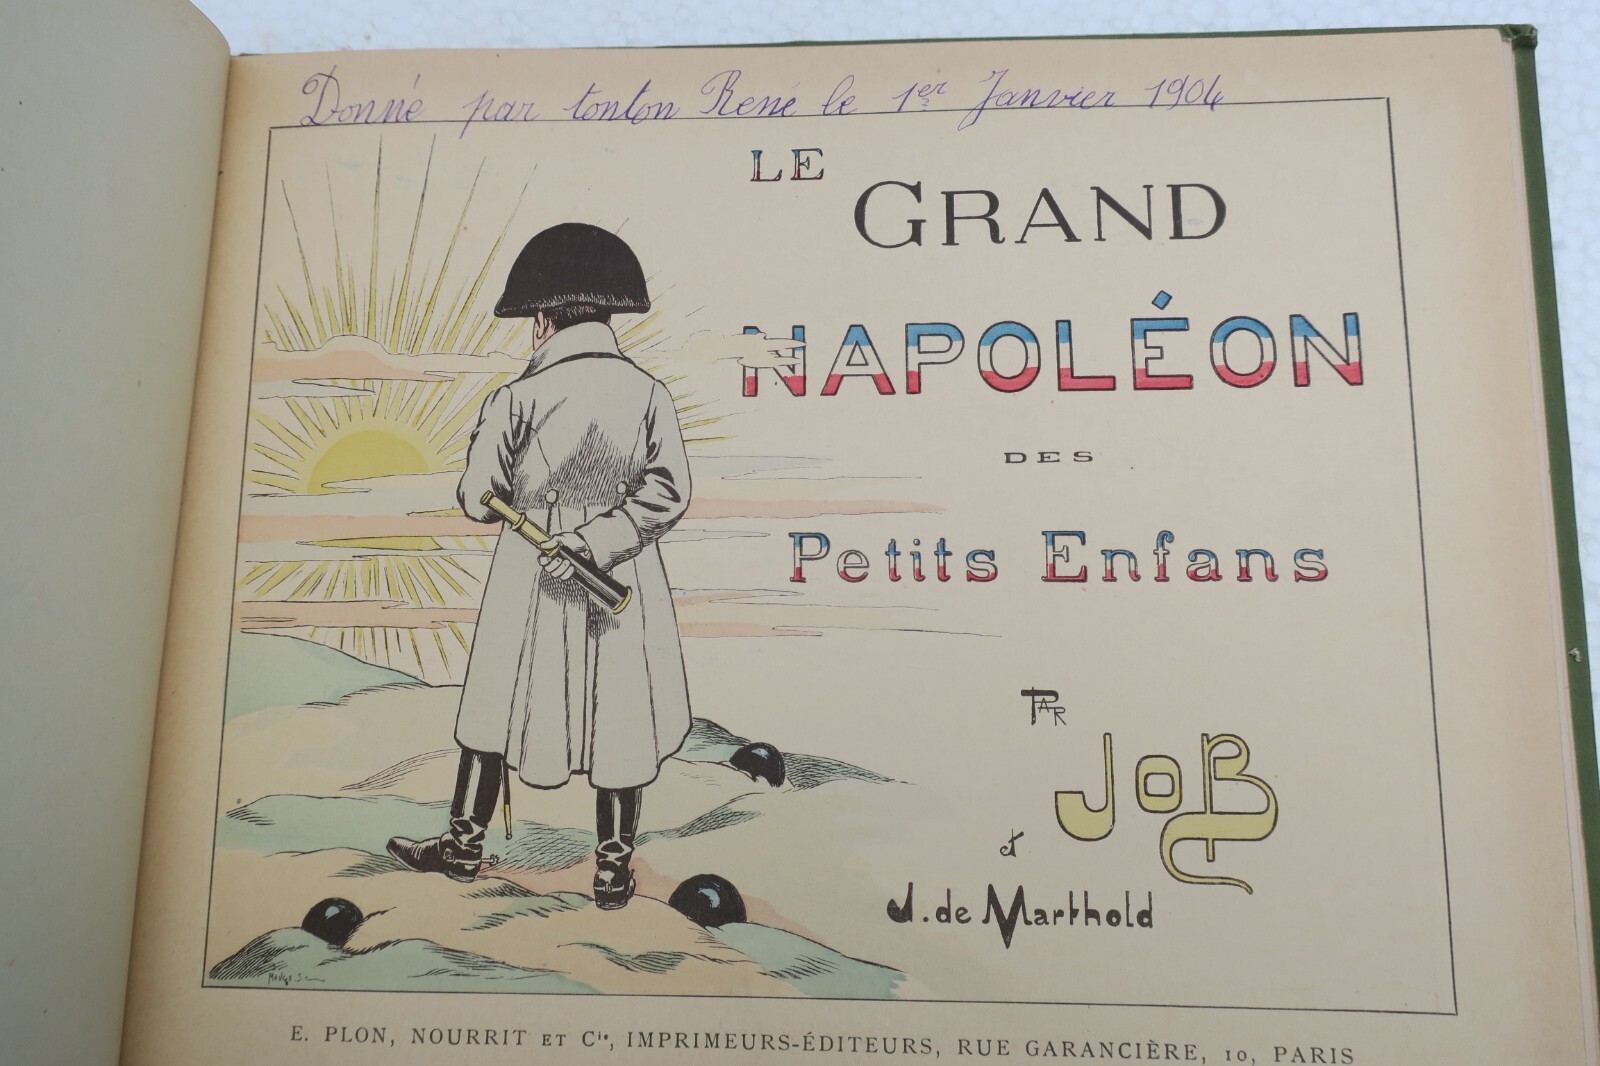 Donné par tonton René le 1er Janvier 1904
LE
GRAND
NAPOLÉON
DES
Petits Enfans
PAR
JOB
et
J. de Marthold
E. PLON, NOURRIT ET Cie, IMPRIMEURS-ÉDITEURS, RUE GARANCIÈRE, 10, PARIS